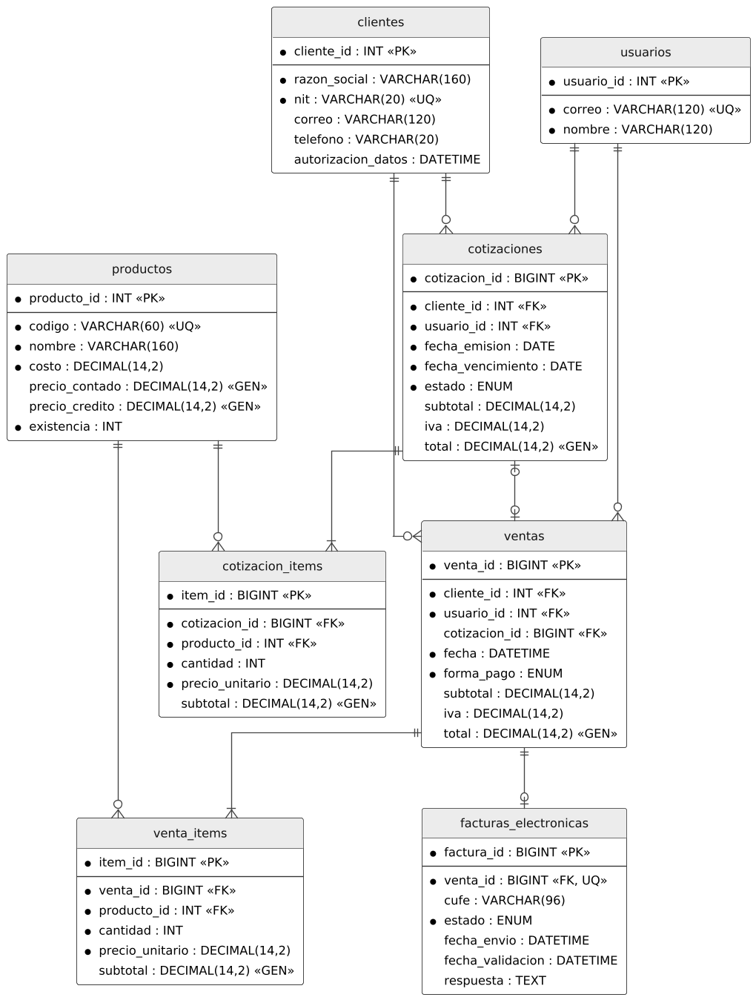 clientes
cliente_id : INT «PK»
razon_social : VARCHAR(160)
nit : VARCHAR(20) «UQ»
correo : VARCHAR(120)
telefono : VARCHAR(20)
autorizacion_datos : DATETIME
usuarios
usuario_id : INT «PK»
correo : VARCHAR(120) «UQ»
nombre : VARCHAR(120)
productos
producto_id : INT «PK»
codigo : VARCHAR(60) «UQ»
nombre : VARCHAR(160)
costo : DECIMAL(14,2)
precio_contado : DECIMAL(14,2) «GEN»
precio_credito : DECIMAL(14,2) «GEN»
existencia : INT
cotizaciones
cotizacion_id : BIGINT «PK»
cliente_id : INT «FK»
usuario_id : INT «FK»
fecha_emision : DATE
fecha_vencimiento : DATE
estado : ENUM
subtotal : DECIMAL(14,2)
iva : DECIMAL(14,2)
total : DECIMAL(14,2) «GEN»
cotizacion_items
item_id : BIGINT «PK»
cotizacion_id : BIGINT «FK»
producto_id : INT «FK»
cantidad : INT
precio_unitario : DECIMAL(14,2)
subtotal : DECIMAL(14,2) «GEN»
ventas
venta_id : BIGINT «PK»
cliente_id : INT «FK»
usuario_id : INT «FK»
cotizacion_id : BIGINT «FK»
fecha : DATETIME
forma_pago : ENUM
subtotal : DECIMAL(14,2)
iva : DECIMAL(14,2)
total : DECIMAL(14,2) «GEN»
venta_items
item_id : BIGINT «PK»
venta_id : BIGINT «FK»
producto_id : INT «FK»
cantidad : INT
precio_unitario : DECIMAL(14,2)
subtotal : DECIMAL(14,2) «GEN»
facturas_electronicas
factura_id : BIGINT «PK»
venta_id : BIGINT «FK, UQ»
cufe : VARCHAR(96)
estado : ENUM
fecha_envio : DATETIME
fecha_validacion : DATETIME
respuesta : TEXT